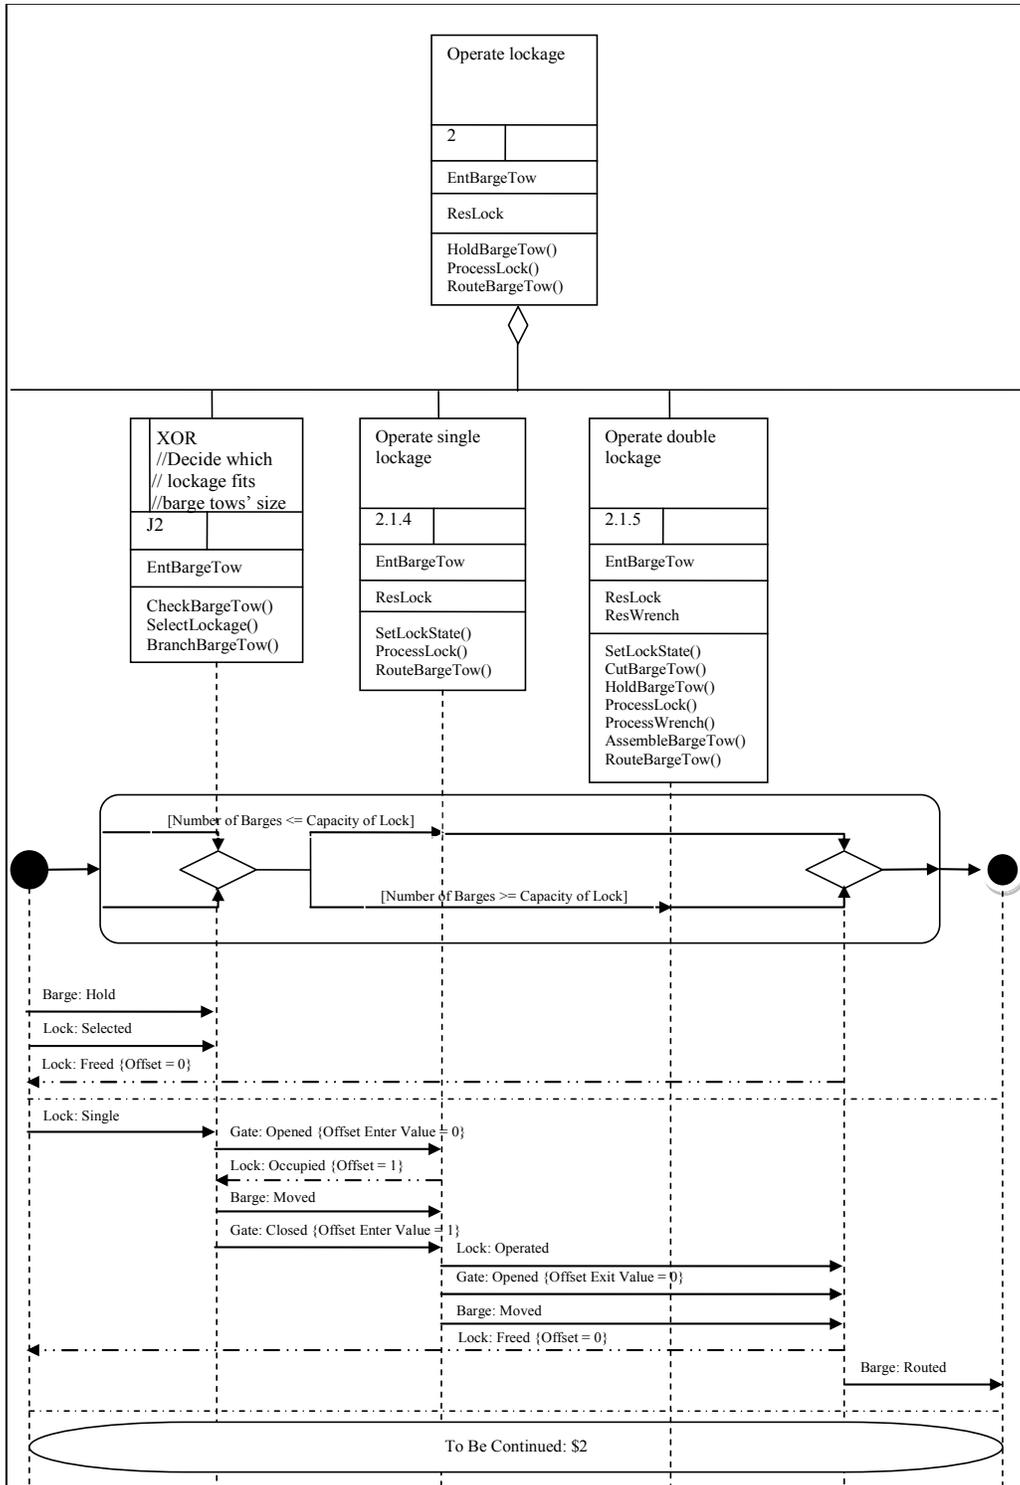 Operate lockage
2
EntBargeTow
ResLock
HoldBargeTow()
ProcessLock()
RouteBargeTow()
XOR
//Decide which
// lockage fits
//barge tows’ size
J2
EntBargeTow
CheckBargeTow()
SelectLockage()
BranchBargeTow()
Operate single
lockage
2.1.4
EntBargeTow
ResLock
SetLockState()
ProcessLock()
RouteBargeTow()
Operate double
lockage
2.1.5
EntBargeTow
ResLock
ResWrench
SetLockState()
CutBargeTow()
HoldBargeTow()
ProcessLock()
ProcessWrench()
AssembleBargeTow()
RouteBargeTow()
[Number of Barges <= Capacity of Lock]
[Number of Barges >= Capacity of Lock]
Barge: Hold
Lock: Selected
Lock: Freed {Offset = 0}
Lock: Single
Gate: Opened {Offset Enter Value = 0}
Lock: Occupied {Offset = 1}
Barge: Moved
Gate: Closed {Offset Enter Value = 1}
Lock: Operated
Gate: Opened {Offset Exit Value = 0}
Barge: Moved
Lock: Freed {Offset = 0}
Barge: Routed
To Be Continued: $2